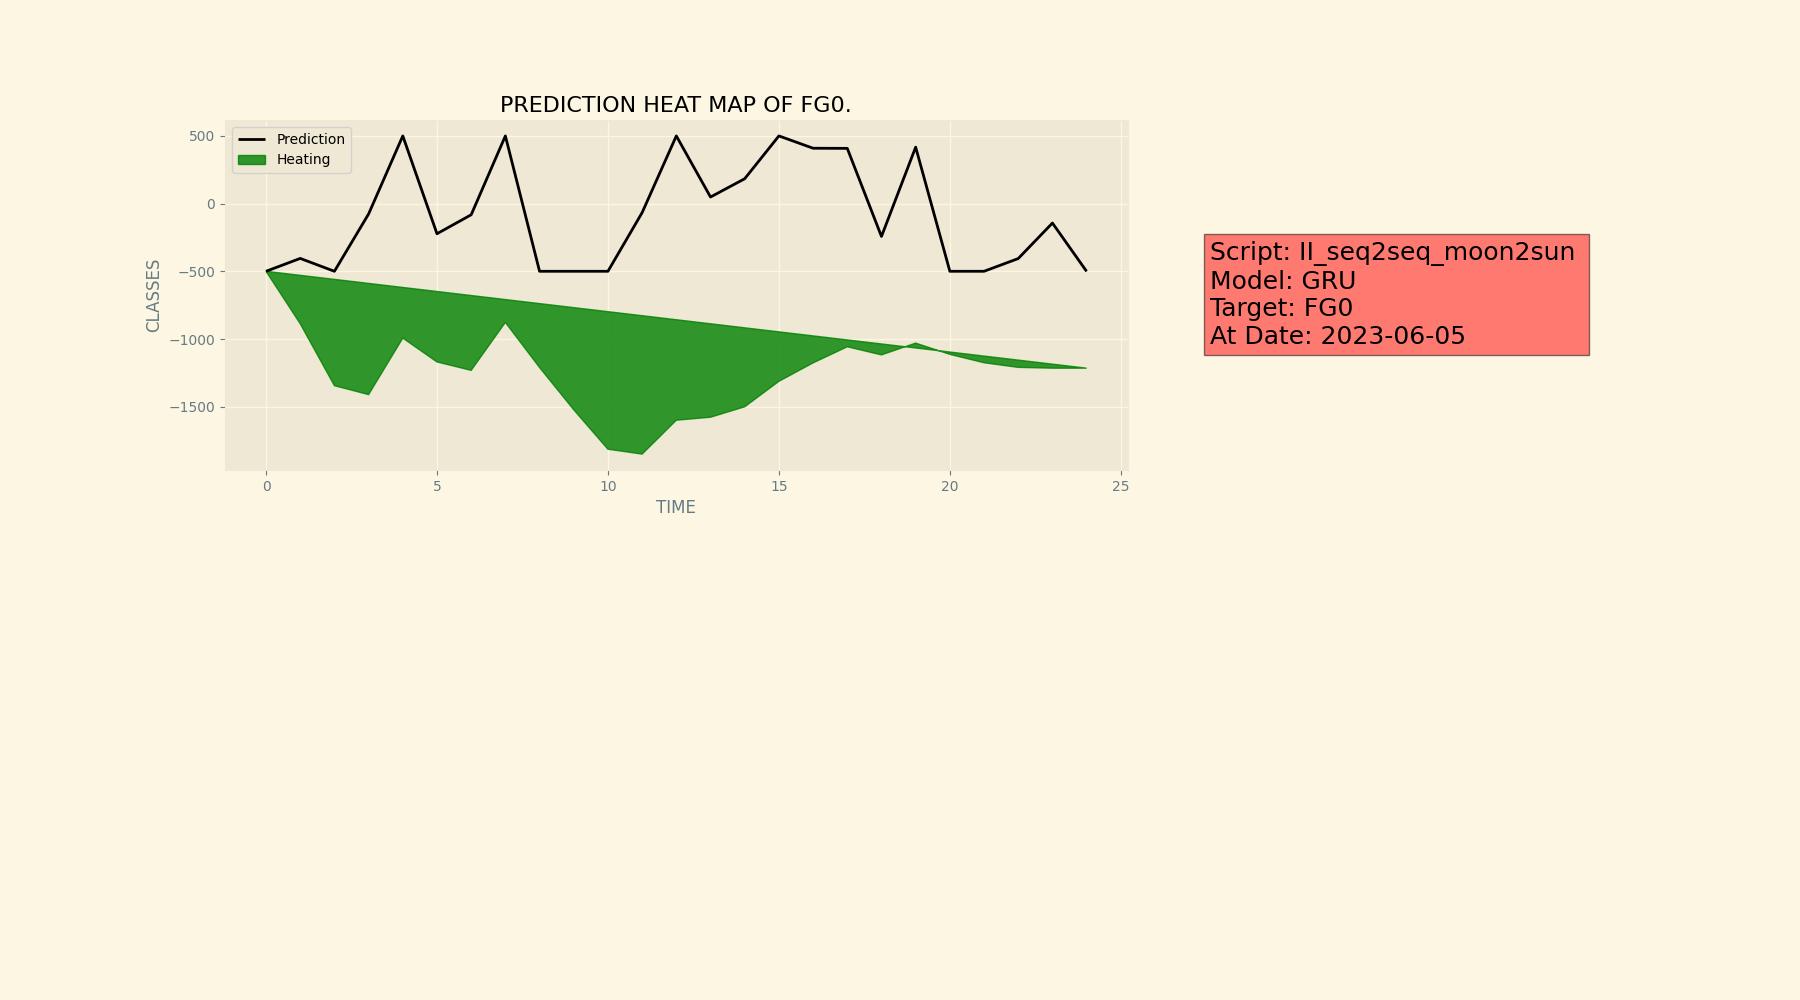 PREDICTION HEAT MAP OF FG0.
Prediction
Heating
500
0
−500
−1000
−1500
CLASSES
0 5 10 15 20 25
TIME
Script: II_seq2seq_moon2sun
Model: GRU
Target: FG0
At Date: 2023-06-05